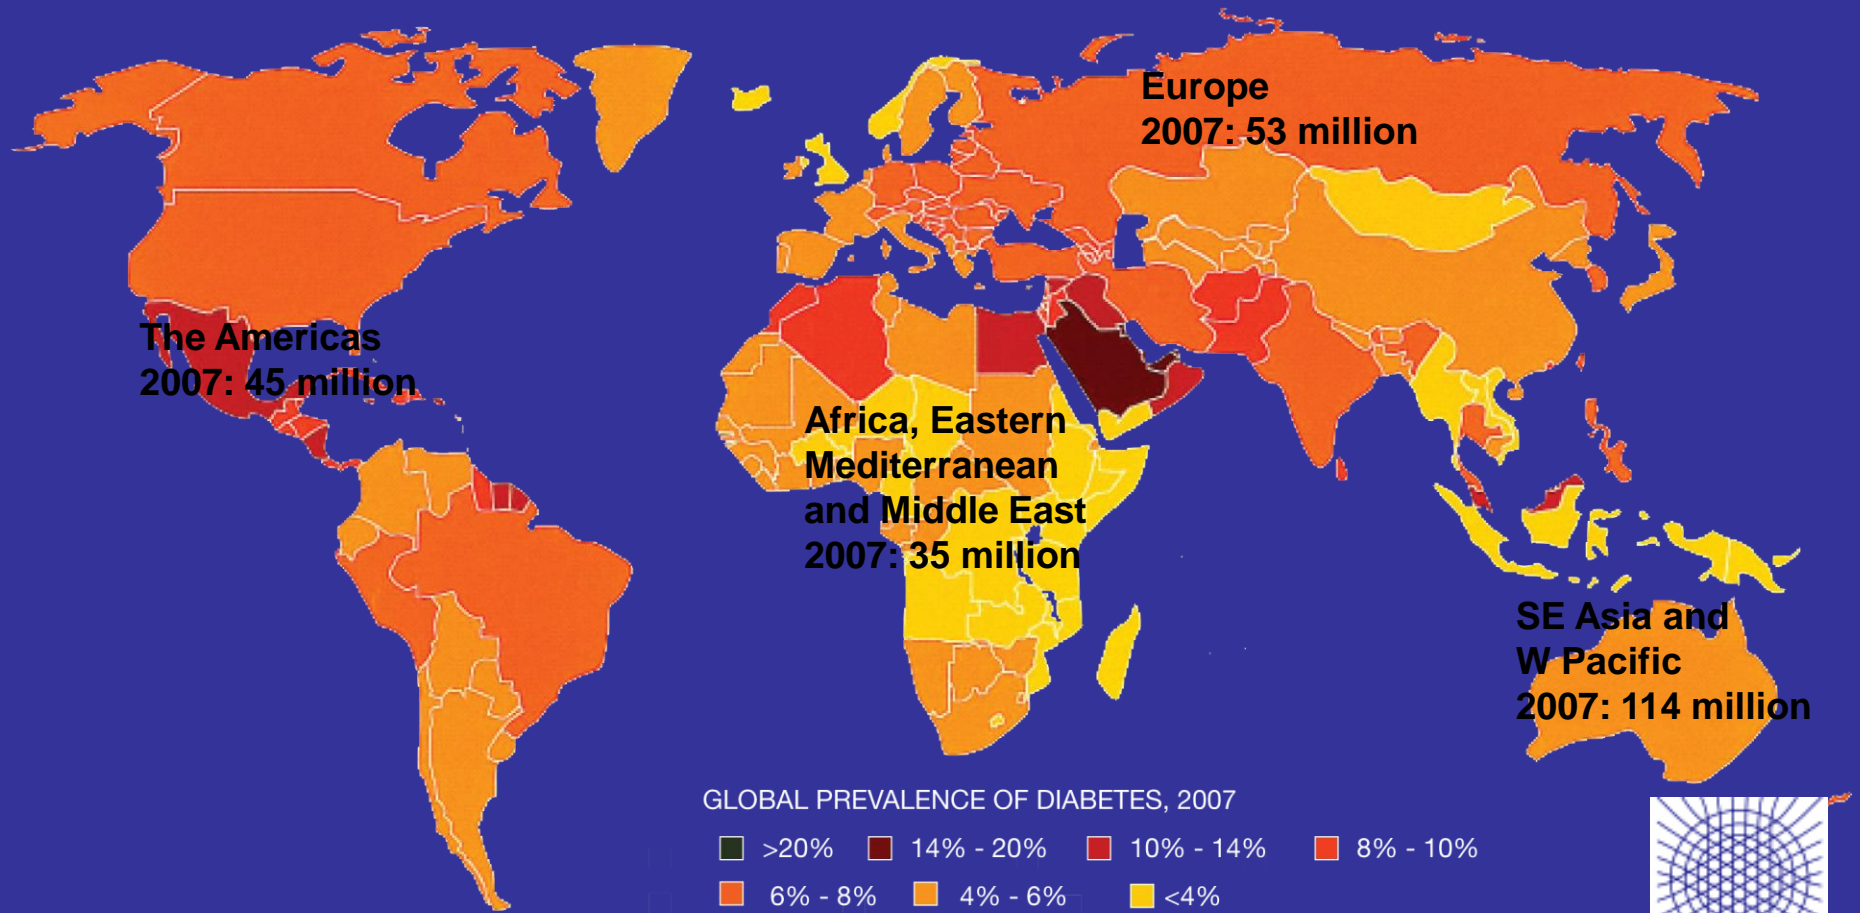 Europe
2007: 53 million
The Americas
2007: 45 million
Africa, Eastern
Mediterranean
and Middle East
2007: 35 million
SE Asia and
W Pacific
2007: 114 million
GLOBAL PREVALENCE OF DIABETES, 2007
>20% 14% - 20% 10% - 14% 8% - 10%
6% - 8% 4% - 6% <4%